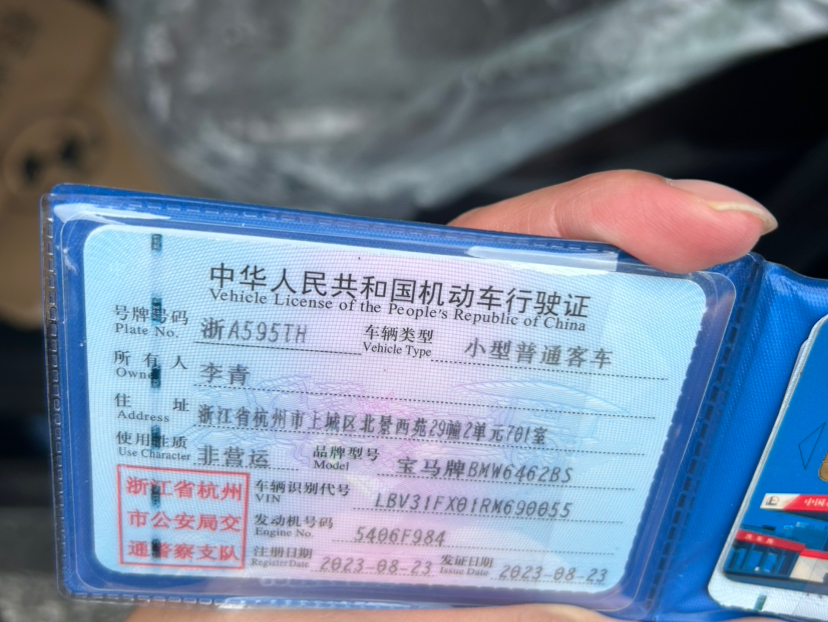 中华人民共和国机动车行驶证
Vehicle License of the People's Republic of China
号牌号码 浙A595TH 车辆类型 小型普通客车
Plate No. Vehicle Type
所有人 李青
Owner
住址 浙江省杭州市上城区北景西苑29幢2单元701室
Address
使用性质 非营运 品牌型号 宝马牌BMW6462BS
Use Character Model
浙江省杭州
市公安局交
通警察支队
车辆识别代号 LBV31FX01RM690055
VIN
发动机号码 5406F984
Engine No.
注册日期 2023-08-23 发证日期 2023-08-23
Register Date Issue Date
中国